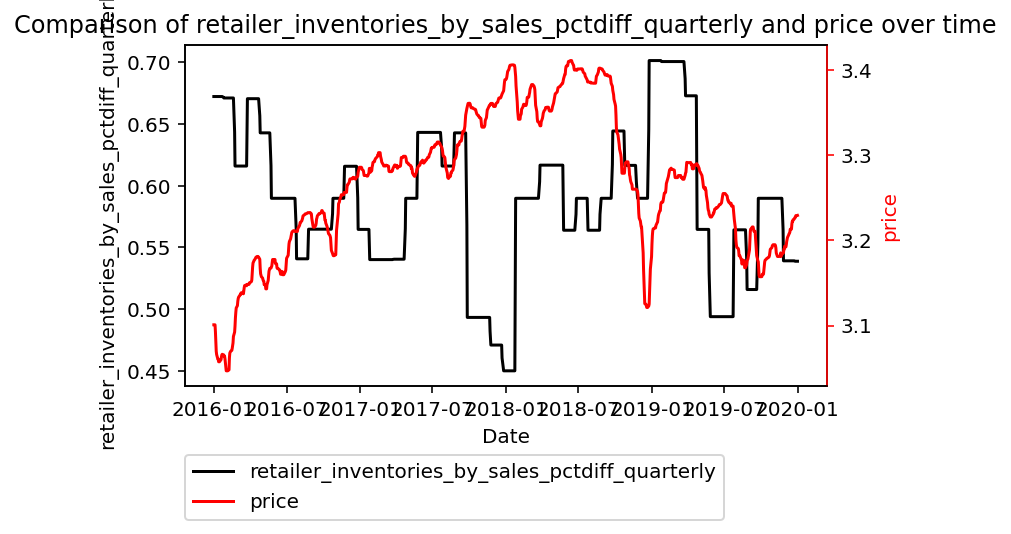 Comparison of retailer_inventories_by_sales_pctdiff_quarterly and price over time
retailer_inventories_by_sales_pctdiff_quarterl
0.70
0.65
0.60
0.55
0.50
0.45
3.4
3.3
3.2
3.1
price
2016-01 2016-07 2017-01 2017-07 2018-01 2018-07 2019-01 2019-07 2020-01
Date
retailer_inventories_by_sales_pctdiff_quarterly
price